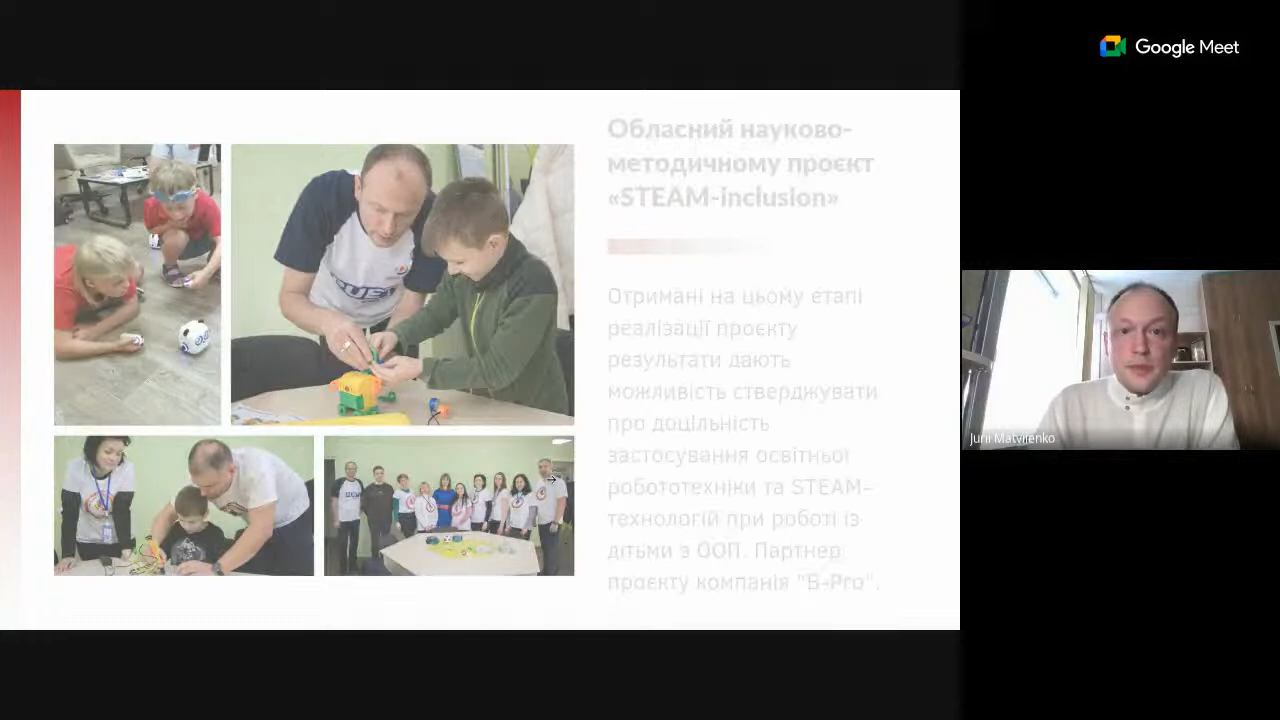 Google Meet
Обласний науково-
методичному проєкт
«STEAM-inclusion»
Отримані на цьому етапі
реалізації проєкту
результати дають
можливість стверджувати
про доцільність
застосування освітньої
робототехніки та STEAM-
технологій при роботі із
дітьми з ООП. Партнер
проєкту компанія "B-Pro".
Jurii Matviienko